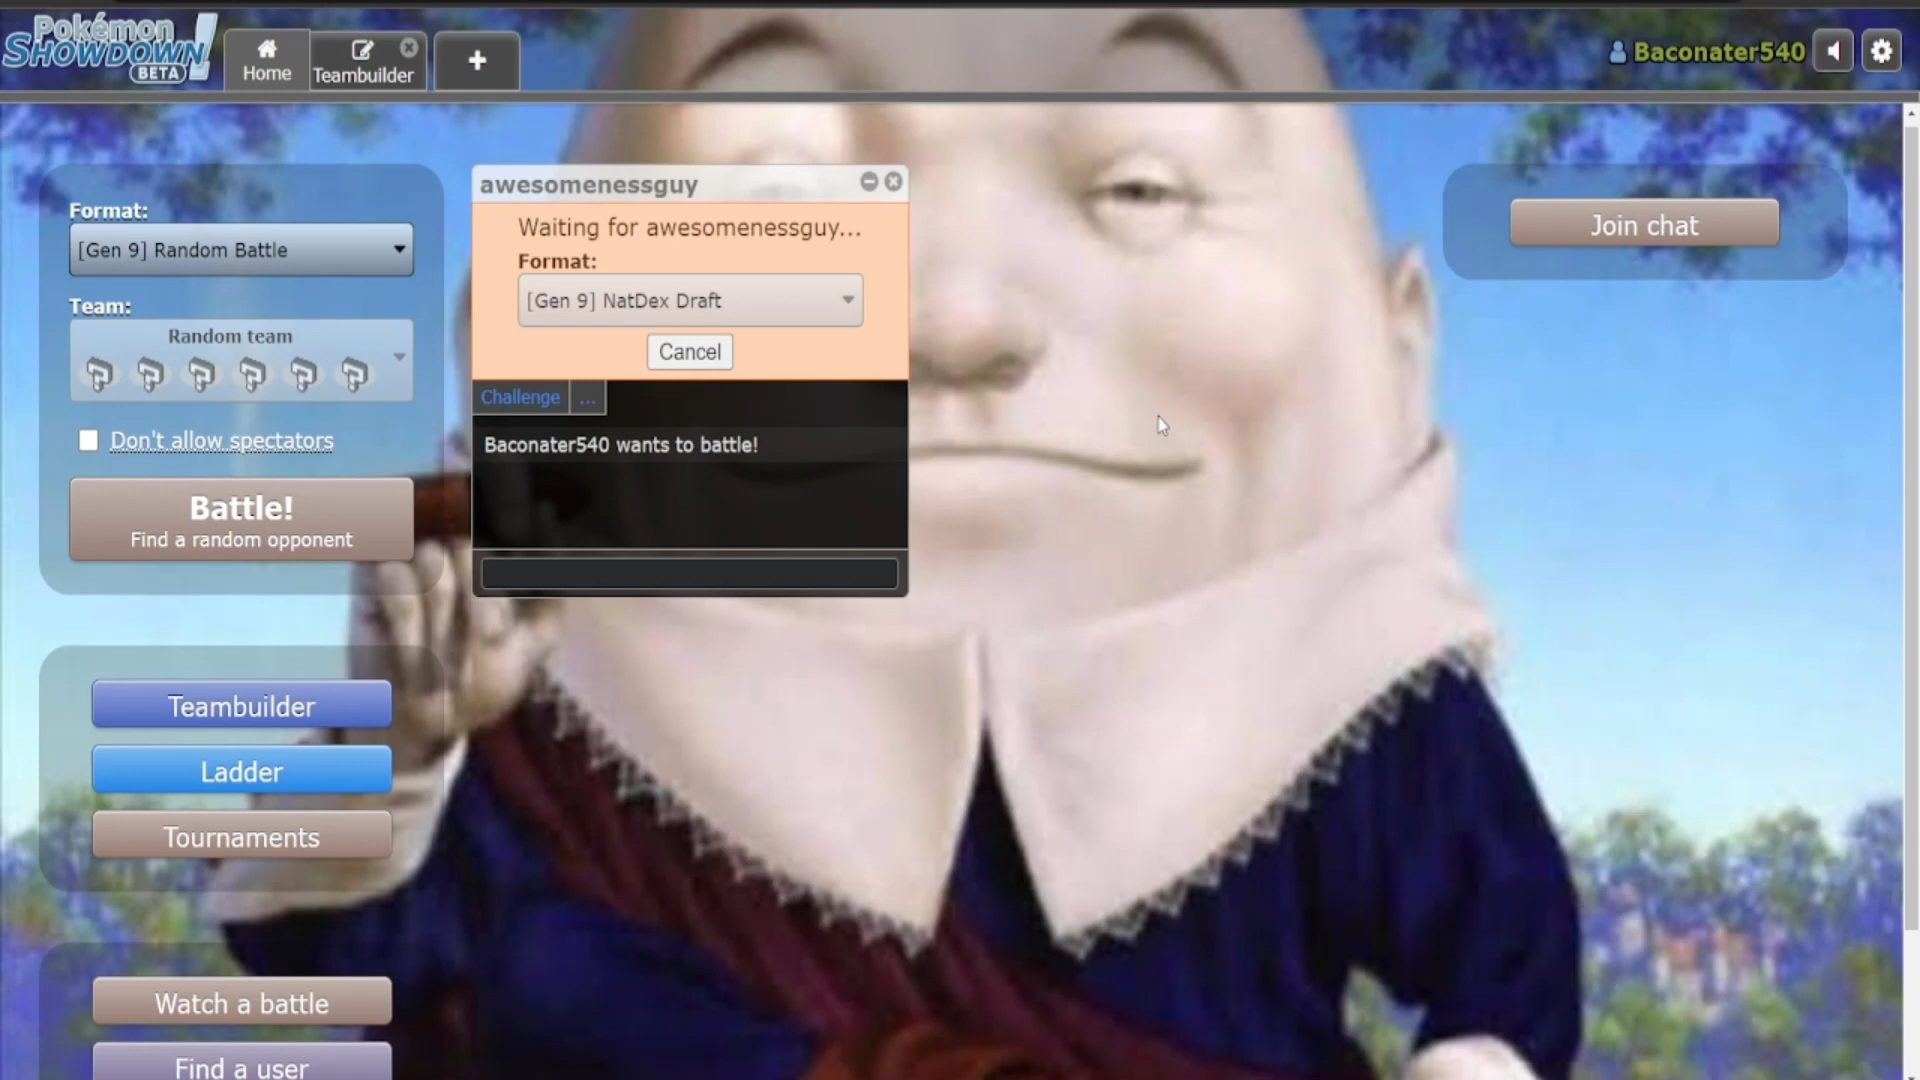 Pokémon
SHOWDOWN!
BETA
Home
Teambuilder
+
Baconater540
Format:
[Gen 9] Random Battle
Team:
Random team
Don't allow spectators
Battle!
Find a random opponent
awesomenessguy
Waiting for awesomenessguy...
Format:
[Gen 9] NatDex Draft
Cancel
Challenge
...
Baconater540 wants to battle!
Join chat
Teambuilder
Ladder
Tournaments
Watch a battle
Find a user